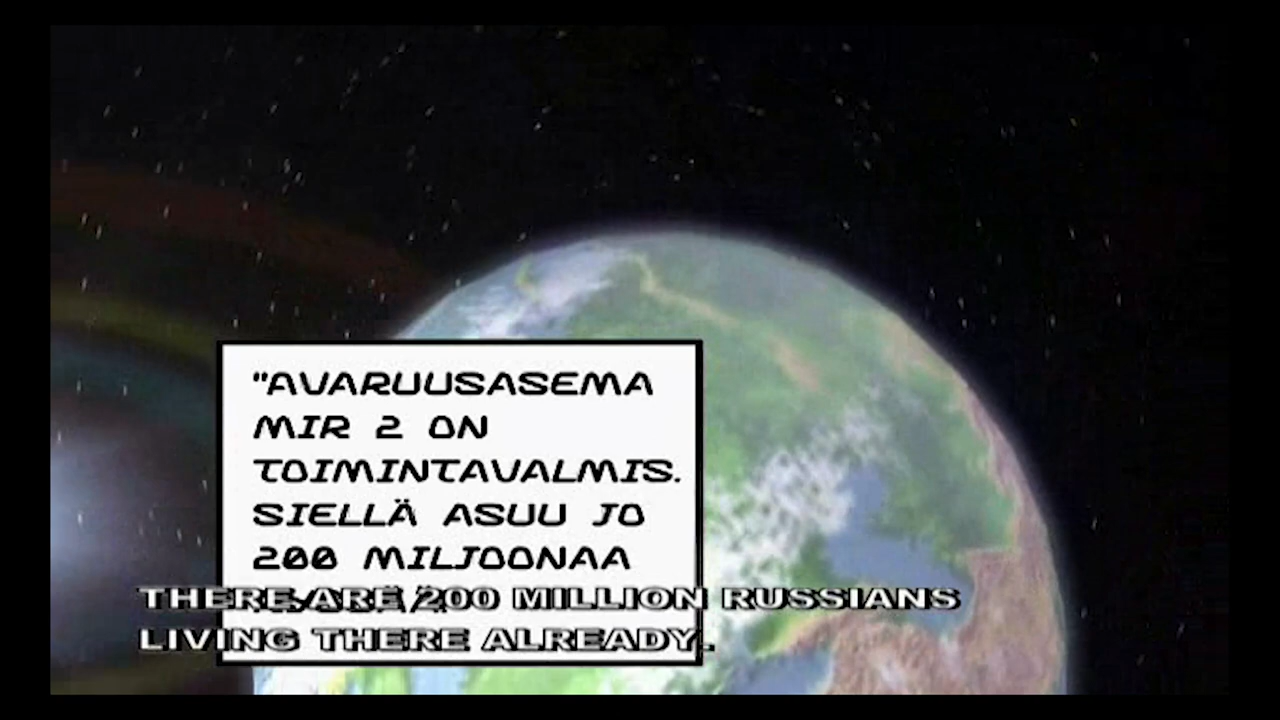 "AVARUUSASEMA
MIR 2 ON
TOIMINTAVALMIS.
SIELLÄ ASUU JO
200 MILJOONAA
THERE ARE 200 MILLION RUSSIANS
LIVING THERE ALREADY.